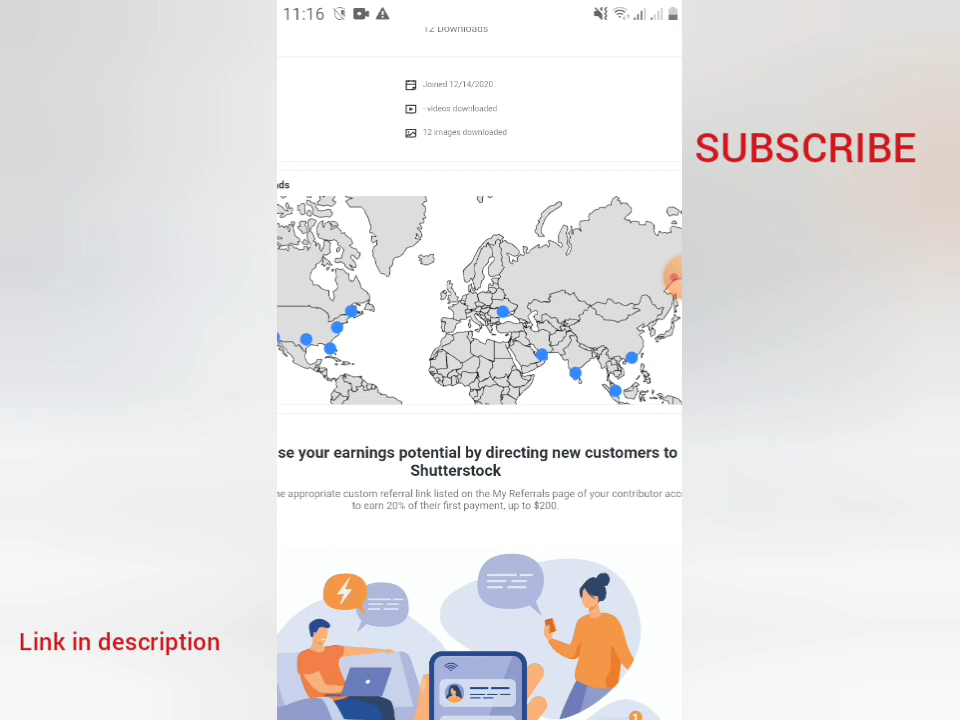 11:16
12 Downloads
Joined 12/14/2020
- videos downloaded
12 images downloaded
SUBSCRIBE
ds
se your earnings potential by directing new customers to
Shutterstock
he appropriate custom referral link listed on the My Referrals page of your contributor acc
to earn 20% of their first payment, up to $200.
Link in description
1